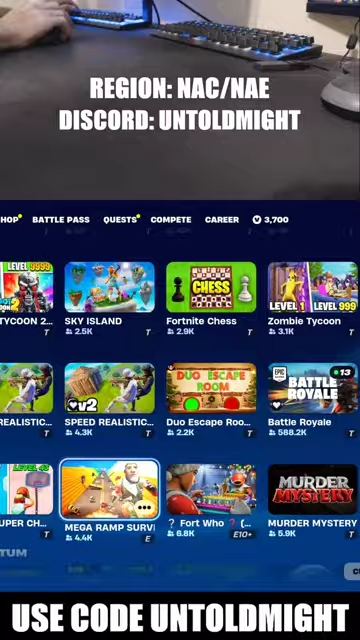 REGION: NAC/NAE
DISCORD: UNTOLDMIGHT
HOP BATTLE PASS QUESTS COMPETE CAREER 3,700
LEVEL 9999
CHESS
LEVEL 1 LEVEL 999
TYCOON 2... SKY ISLAND Fortnite Chess Zombie Tycoon
T 2.5K T 2.9K T 3.1K T
v2
DUO ESCAPE ROOM
EPIC
13
BATTLE ROYALE
REALISTIC... SPEED REALISTIC... Duo Escape Roo... Battle Royale
T 4.3K T 2.2K T 588.2K T
LEVEL 43
MURDER MYSTERY
UPER CH... MEGA RAMP SURVI ❓ Fort Who ❓ (... MURDER MYSTERY
T 4.4K E 6.8K E10+ 5.9K T
TUM
USE CODE UNTOLDMIGHT